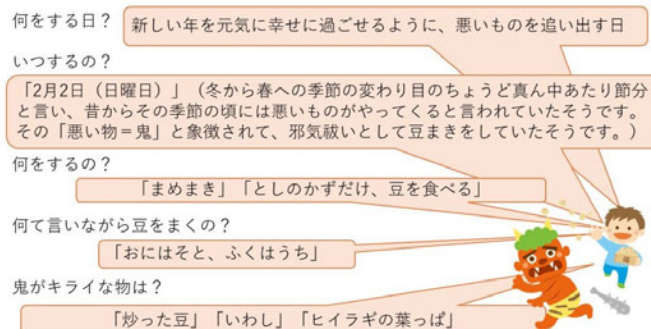 何をする日？
新しい年を元気に幸せに過ごせるように、悪いものを追い出す日
いつするの？
「2月2日（日曜日）」（冬から春への季節の変わり目のちょうど真ん中あたり節分
と言い、昔からその季節の頃には悪いものがやってくると言われていたそうです。
その「悪い物＝鬼」と象徴されて、邪気祓いとして豆まきをしていたそうです。）
何をするの？
「まめまき」「としのかずだけ、豆を食べる」
何て言いながら豆をまくの？
「おにはそと、ふくはうち」
鬼がキライな物は？
「炒った豆」「いわし」「ヒイラギの葉っぱ」